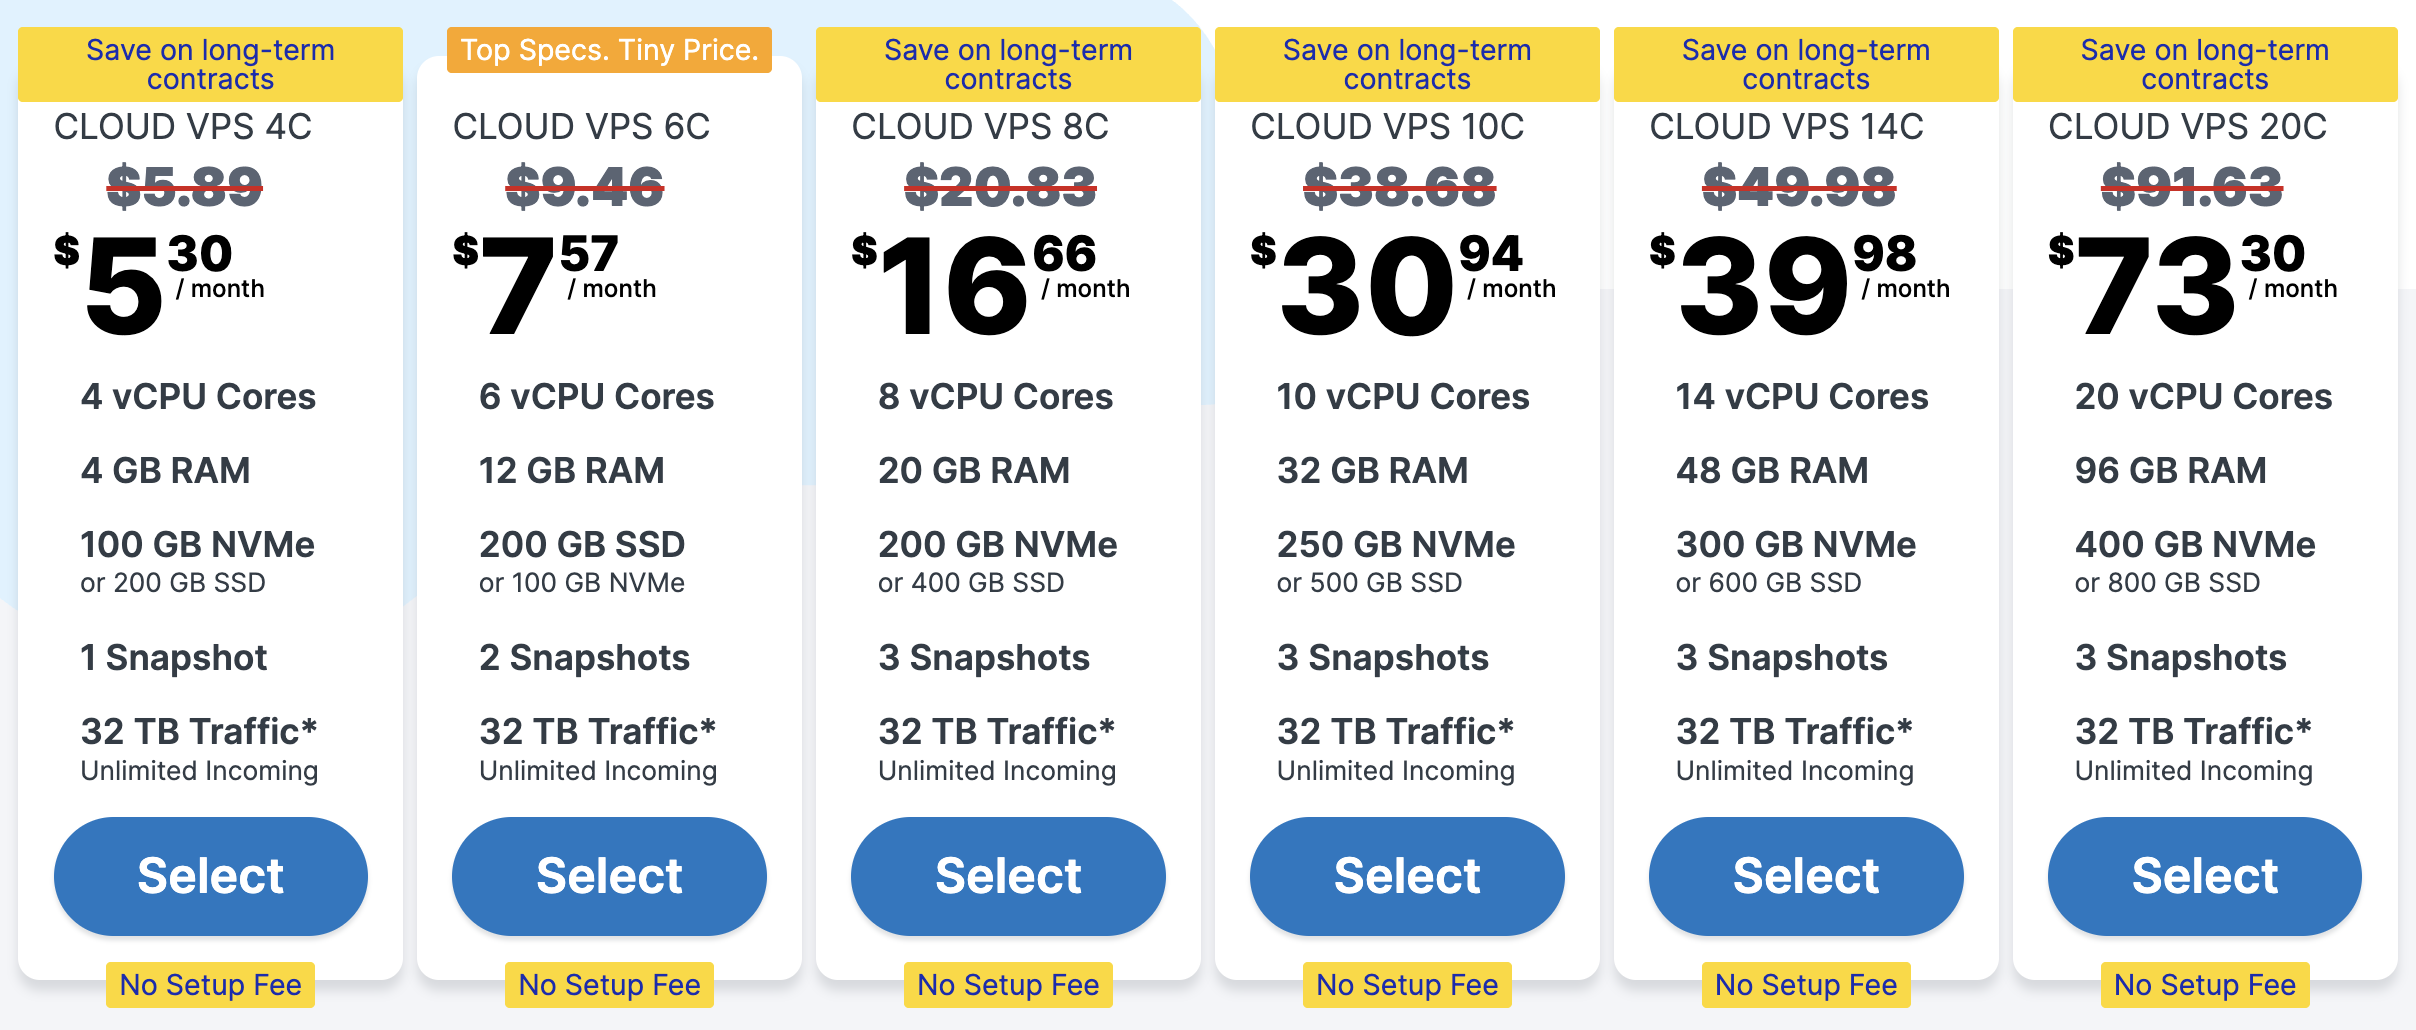 Save on long-term
contracts
CLOUD VPS 4C
$5.89
$5 30
/ month
4 vCPU Cores
4 GB RAM
100 GB NVMe
or 200 GB SSD
1 Snapshot
32 TB Traffic*
Unlimited Incoming
Select
No Setup Fee
Top Specs. Tiny Price.
CLOUD VPS 6C
$9.46
$7 57
/ month
6 vCPU Cores
12 GB RAM
200 GB SSD
or 100 GB NVMe
2 Snapshots
32 TB Traffic*
Unlimited Incoming
Select
No Setup Fee
Save on long-term
contracts
CLOUD VPS 8C
$20.83
$16 66
/ month
8 vCPU Cores
20 GB RAM
200 GB NVMe
or 400 GB SSD
3 Snapshots
32 TB Traffic*
Unlimited Incoming
Select
No Setup Fee
Save on long-term
contracts
CLOUD VPS 10C
$38.68
$30 94
/ month
10 vCPU Cores
32 GB RAM
250 GB NVMe
or 500 GB SSD
3 Snapshots
32 TB Traffic*
Unlimited Incoming
Select
No Setup Fee
Save on long-term
contracts
CLOUD VPS 14C
$49.98
$39 98
/ month
14 vCPU Cores
48 GB RAM
300 GB NVMe
or 600 GB SSD
3 Snapshots
32 TB Traffic*
Unlimited Incoming
Select
No Setup Fee
Save on long-term
contracts
CLOUD VPS 20C
$91.63
$73 30
/ month
20 vCPU Cores
96 GB RAM
400 GB NVMe
or 800 GB SSD
3 Snapshots
32 TB Traffic*
Unlimited Incoming
Select
No Setup Fee